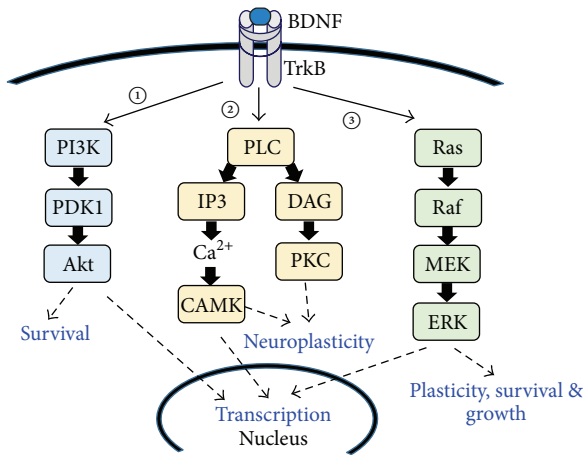 BDNF
TrkB
①
②
③
PI3K
PLC
Ras
PDK1
IP3
DAG
Raf
Akt
Ca²⁺
PKC
MEK
CAMK
ERK
Survival
Neuroplasticity
Plasticity, survival &
growth
Transcription
Nucleus